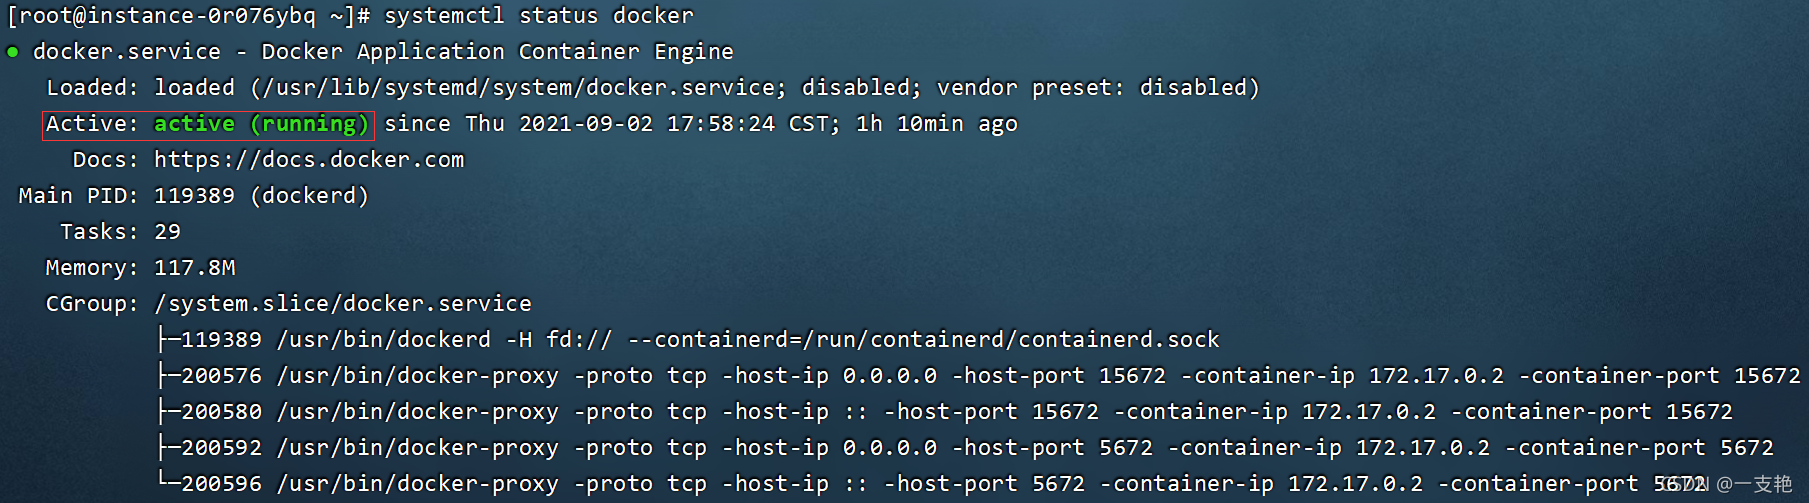 [root@instance-0r076ybq ~]# systemctl status docker
● docker.service - Docker Application Container Engine
Loaded: loaded (/usr/lib/systemd/system/docker.service; disabled; vendor preset: disabled)
Active: active (running) since Thu 2021-09-02 17:58:24 CST; 1h 10min ago
Docs: https://docs.docker.com
Main PID: 119389 (dockerd)
Tasks: 29
Memory: 117.8M
CGroup: /system.slice/docker.service
├─119389 /usr/bin/dockerd -H fd:// --containerd=/run/containerd/containerd.sock
├─200576 /usr/bin/docker-proxy -proto tcp -host-ip 0.0.0.0 -host-port 15672 -container-ip 172.17.0.2 -container-port 15672
├─200580 /usr/bin/docker-proxy -proto tcp -host-ip :: -host-port 15672 -container-ip 172.17.0.2 -container-port 15672
├─200592 /usr/bin/docker-proxy -proto tcp -host-ip 0.0.0.0 -host-port 5672 -container-ip 172.17.0.2 -container-port 5672
└─200596 /usr/bin/docker-proxy -proto tcp -host-ip :: -host-port 5672 -container-ip 172.17.0.2 -container-port 5672
CSDN @一支艳